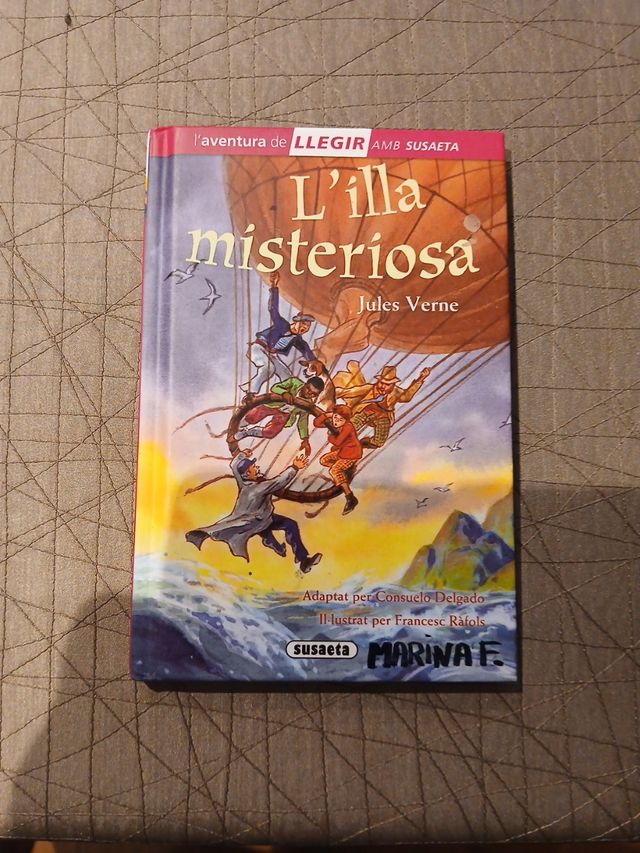 l'aventura de LLEGIR AMB SUSAETA
L'illa
misteriosa
Jules Verne
Adaptat per Consuelo Delgado
Il·lustrat per Francesc Ràfols
susaeta
MARINA F.